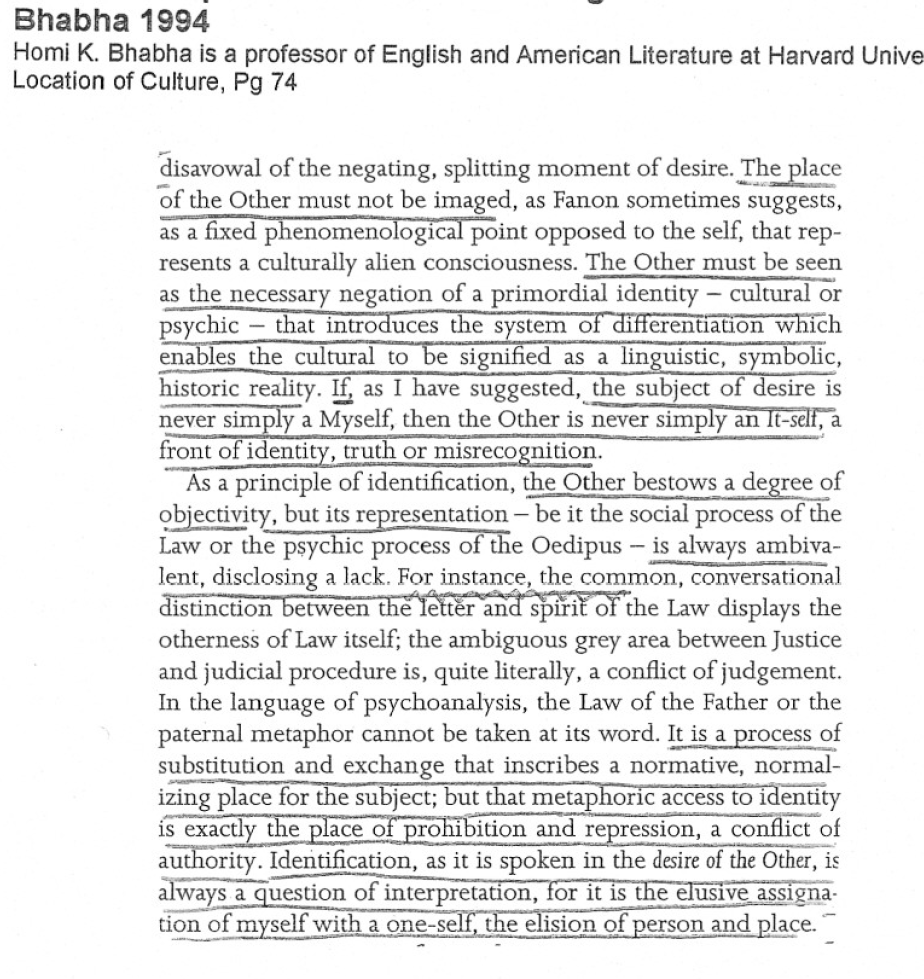 Bhabha 1994
Homi K. Bhabha is a professor of English and American Literature at Harvard Unive
Location of Culture, Pg 74
disavowal of the negating, splitting moment of desire. The place
of the Other must not be imaged, as Fanon sometimes suggests,
as a fixed phenomenological point opposed to the self, that rep-
resents a culturally alien consciousness. The Other must be seen
as the necessary negation of a primordial identity – cultural or
psychic – that introduces the system of differentiation which
enables the cultural to be signified as a linguistic, symbolic,
historic reality. If, as I have suggested, the subject of desire is
never simply a Myself, then the Other is never simply an It-self, a
front of identity, truth or misrecognition.
As a principle of identification, the Other bestows a degree of
objectivity, but its representation – be it the social process of the
Law or the psychic process of the Oedipus – is always ambiva-
lent, disclosing a lack. For instance, the common, conversational
distinction between the letter and spirit of the Law displays the
otherness of Law itself; the ambiguous grey area between Justice
and judicial procedure is, quite literally, a conflict of judgement.
In the language of psychoanalysis, the Law of the Father or the
paternal metaphor cannot be taken at its word. It is a process of
substitution and exchange that inscribes a normative, normal-
izing place for the subject; but that metaphoric access to identity
is exactly the place of prohibition and repression, a conflict of
authority. Identification, as it is spoken in the desire of the Other, is
always a question of interpretation, for it is the elusive assigna-
tion of myself with a one-self, the elision of person and place.